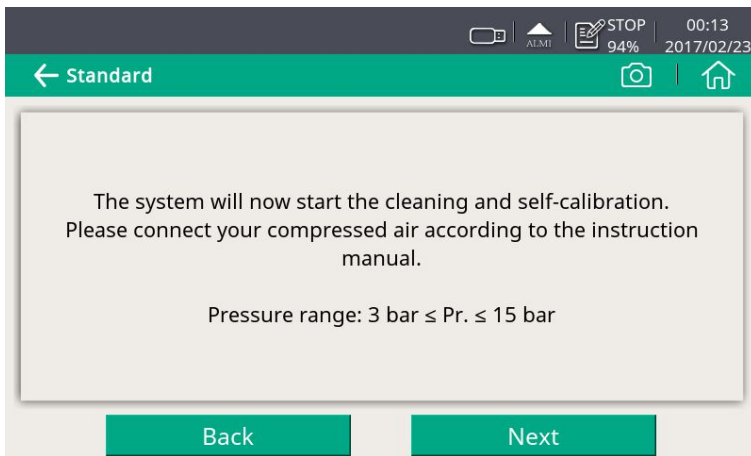 STOP 00:13
ALM1 94% 2017/02/23
Standard
The system will now start the cleaning and self-calibration.
Please connect your compressed air according to the instruction
manual.
Pressure range: 3 bar ≤ Pr. ≤ 15 bar
Back Next